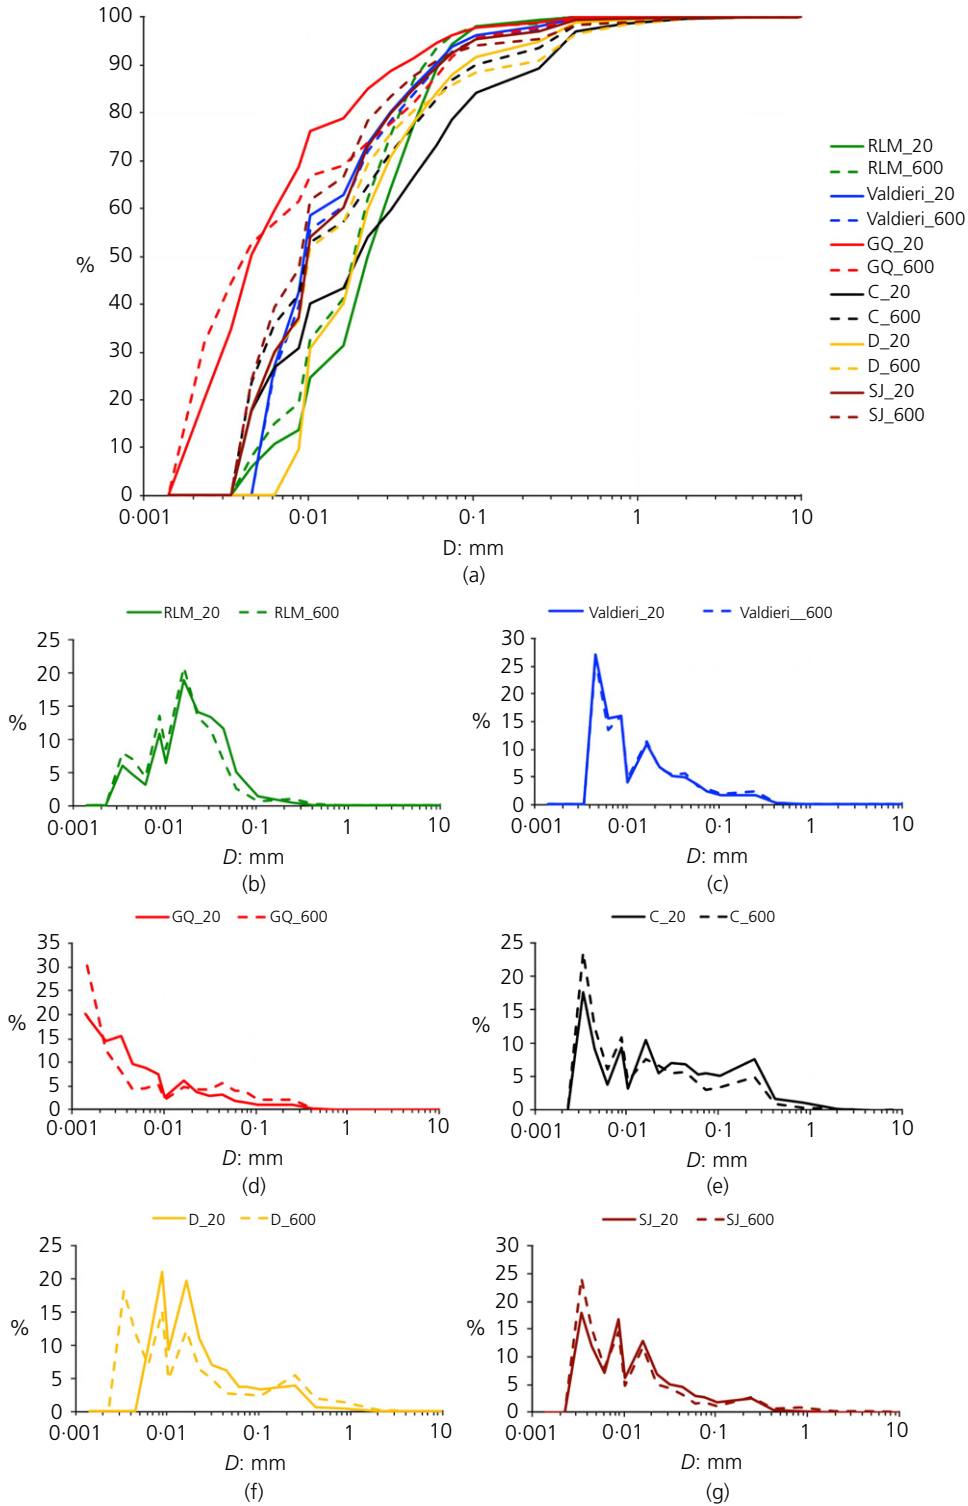 100
90
80
70
60
50
40
30
20
10
0
%
0·001
0·01
0·1
1
10
D: mm
(a)
RLM_20
RLM_600
Valdieri_20
Valdieri_600
GQ_20
GQ_600
C_20
C_600
D_20
D_600
SJ_20
SJ_600
RLM_20 RLM_600
25
20
15
10
5
0
%
0·001 0·01 0·1 1 10
D: mm
(b)
Valdieri_20 Valdieri__600
30
25
20
15
10
5
0
%
0·001 0·01 0·1 1 10
D: mm
(c)
GQ_20 GQ_600
35
30
25
20
15
10
5
0
%
0·001 0·01 0·1 1 10
D: mm
(d)
C_20 C_600
25
20
15
10
5
0
%
0·001 0·01 0·1 1 10
D: mm
(e)
D_20 D_600
25
20
15
10
5
0
%
0·001 0·01 0·1 1 10
D: mm
(f)
SJ_20 SJ_600
30
25
20
15
10
5
0
%
0·001 0·01 0·1 1 10
D: mm
(g)